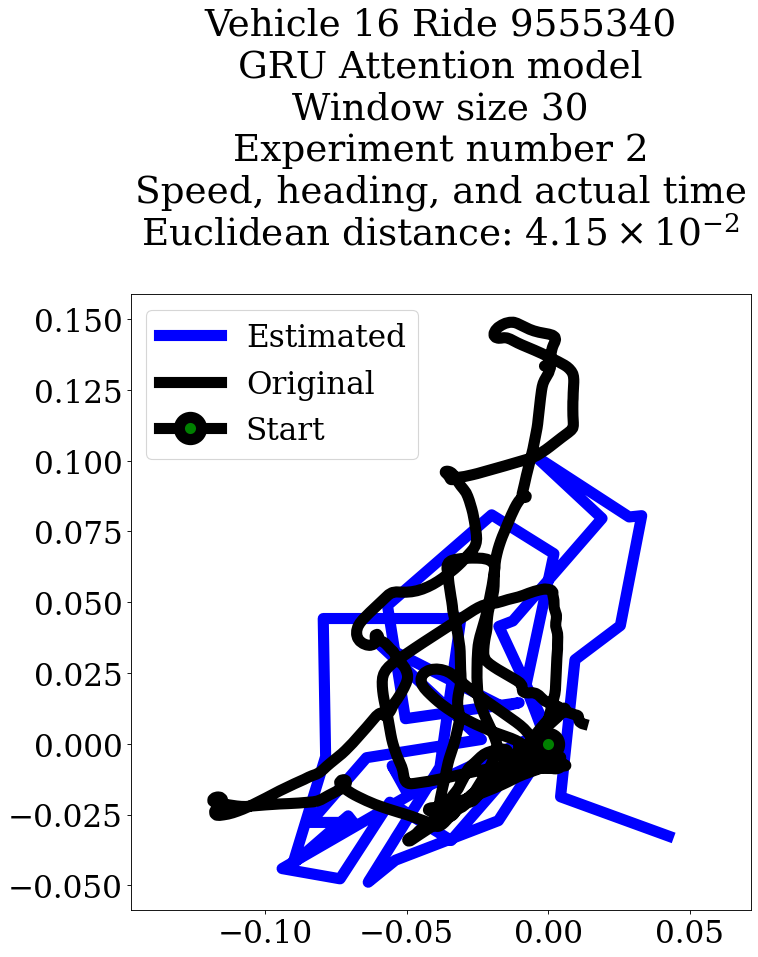 Vehicle 16 Ride 9555340
GRU Attention model
Window size 30
Experiment number 2
Speed, heading, and actual time
Euclidean distance: 4.15 × 10⁻²
Estimated
Original
Start
0.150
0.125
0.100
0.075
0.050
0.025
0.000
−0.025
−0.050
−0.10 −0.05 0.00 0.05